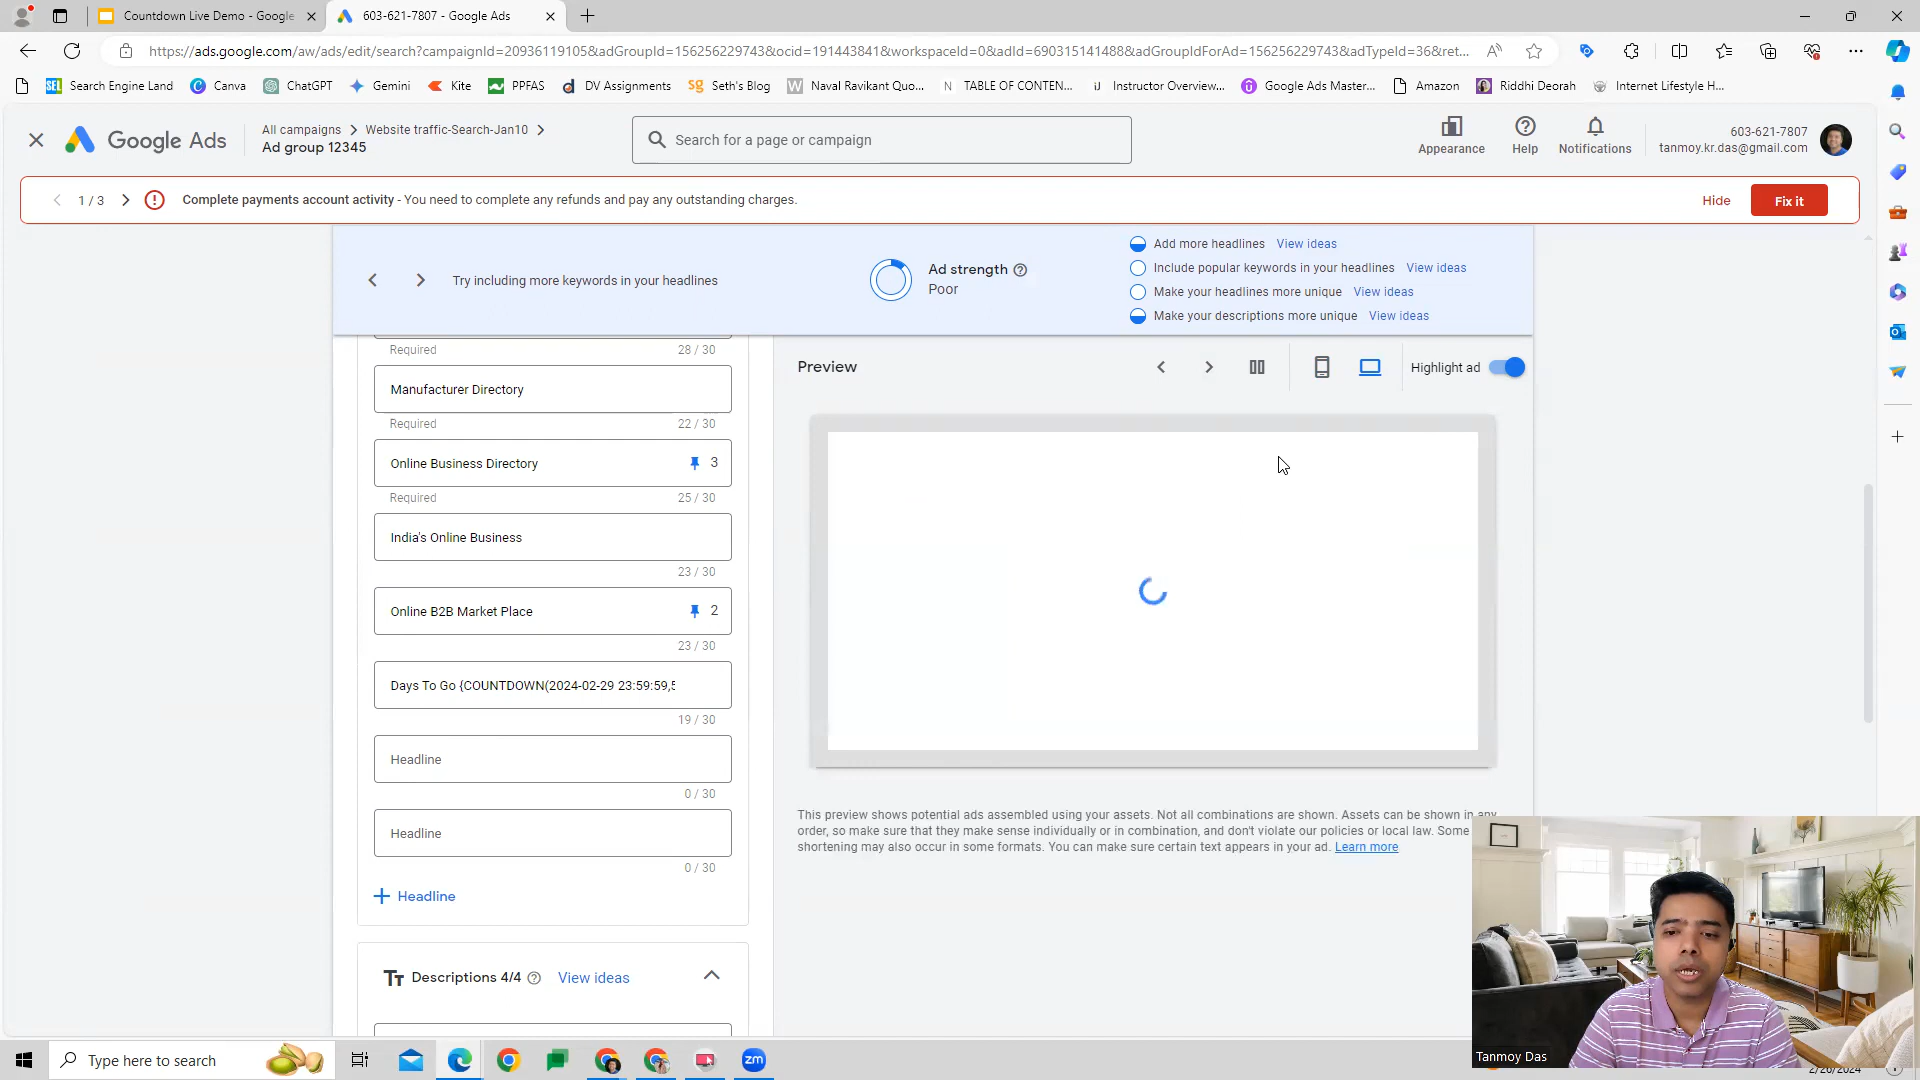 Countdown Live Demo - Google
603-621-7807 - Google Ads
https://ads.google.com/aw/ads/edit/search?campaignId=20936119105&adGroupId=156256229743&ocid=191443841&workspaceId=0&adId=690315141488&adGroupIdForAd=156256229743&adTypeId=36&ret...
SEL Search Engine Land
Canva
ChatGPT
Gemini
Kite
PPFAS
DV Assignments
Seth's Blog
Naval Ravikant Quo...
TABLE OF CONTEN...
Instructor Overview...
Google Ads Master...
Amazon
Riddhi Deorah
Internet Lifestyle H...
Google Ads
All campaigns > Website traffic-Search-Jan10 >
Ad group 12345
Search for a page or campaign
Appearance
Help
Notifications
603-621-7807
tanmoy.kr.das@gmail.com
1 / 3
Complete payments account activity - You need to complete any refunds and pay any outstanding charges.
Hide
Fix it
Try including more keywords in your headlines
Ad strength
Poor
Add more headlines View ideas
Include popular keywords in your headlines View ideas
Make your headlines more unique View ideas
Make your descriptions more unique View ideas
Required 28 / 30
Manufacturer Directory
Required 22 / 30
Online Business Directory 3
Required 25 / 30
India's Online Business
23 / 30
Online B2B Market Place 2
23 / 30
Days To Go {COUNTDOWN(2024-02-29 23:59:59,5
19 / 30
Headline
0 / 30
Headline
0 / 30
+ Headline
Tт Descriptions 4/4 View ideas
Preview
Highlight ad
This preview shows potential ads assembled using your assets. Not all combinations are shown. Assets can be shown in any
order, so make sure that they make sense individually or in combination, and don't violate our policies or local law. Some
shortening may also occur in some formats. You can make sure certain text appears in your ad. Learn more
Tanmoy Das
Type here to search
zm
2/26/2024